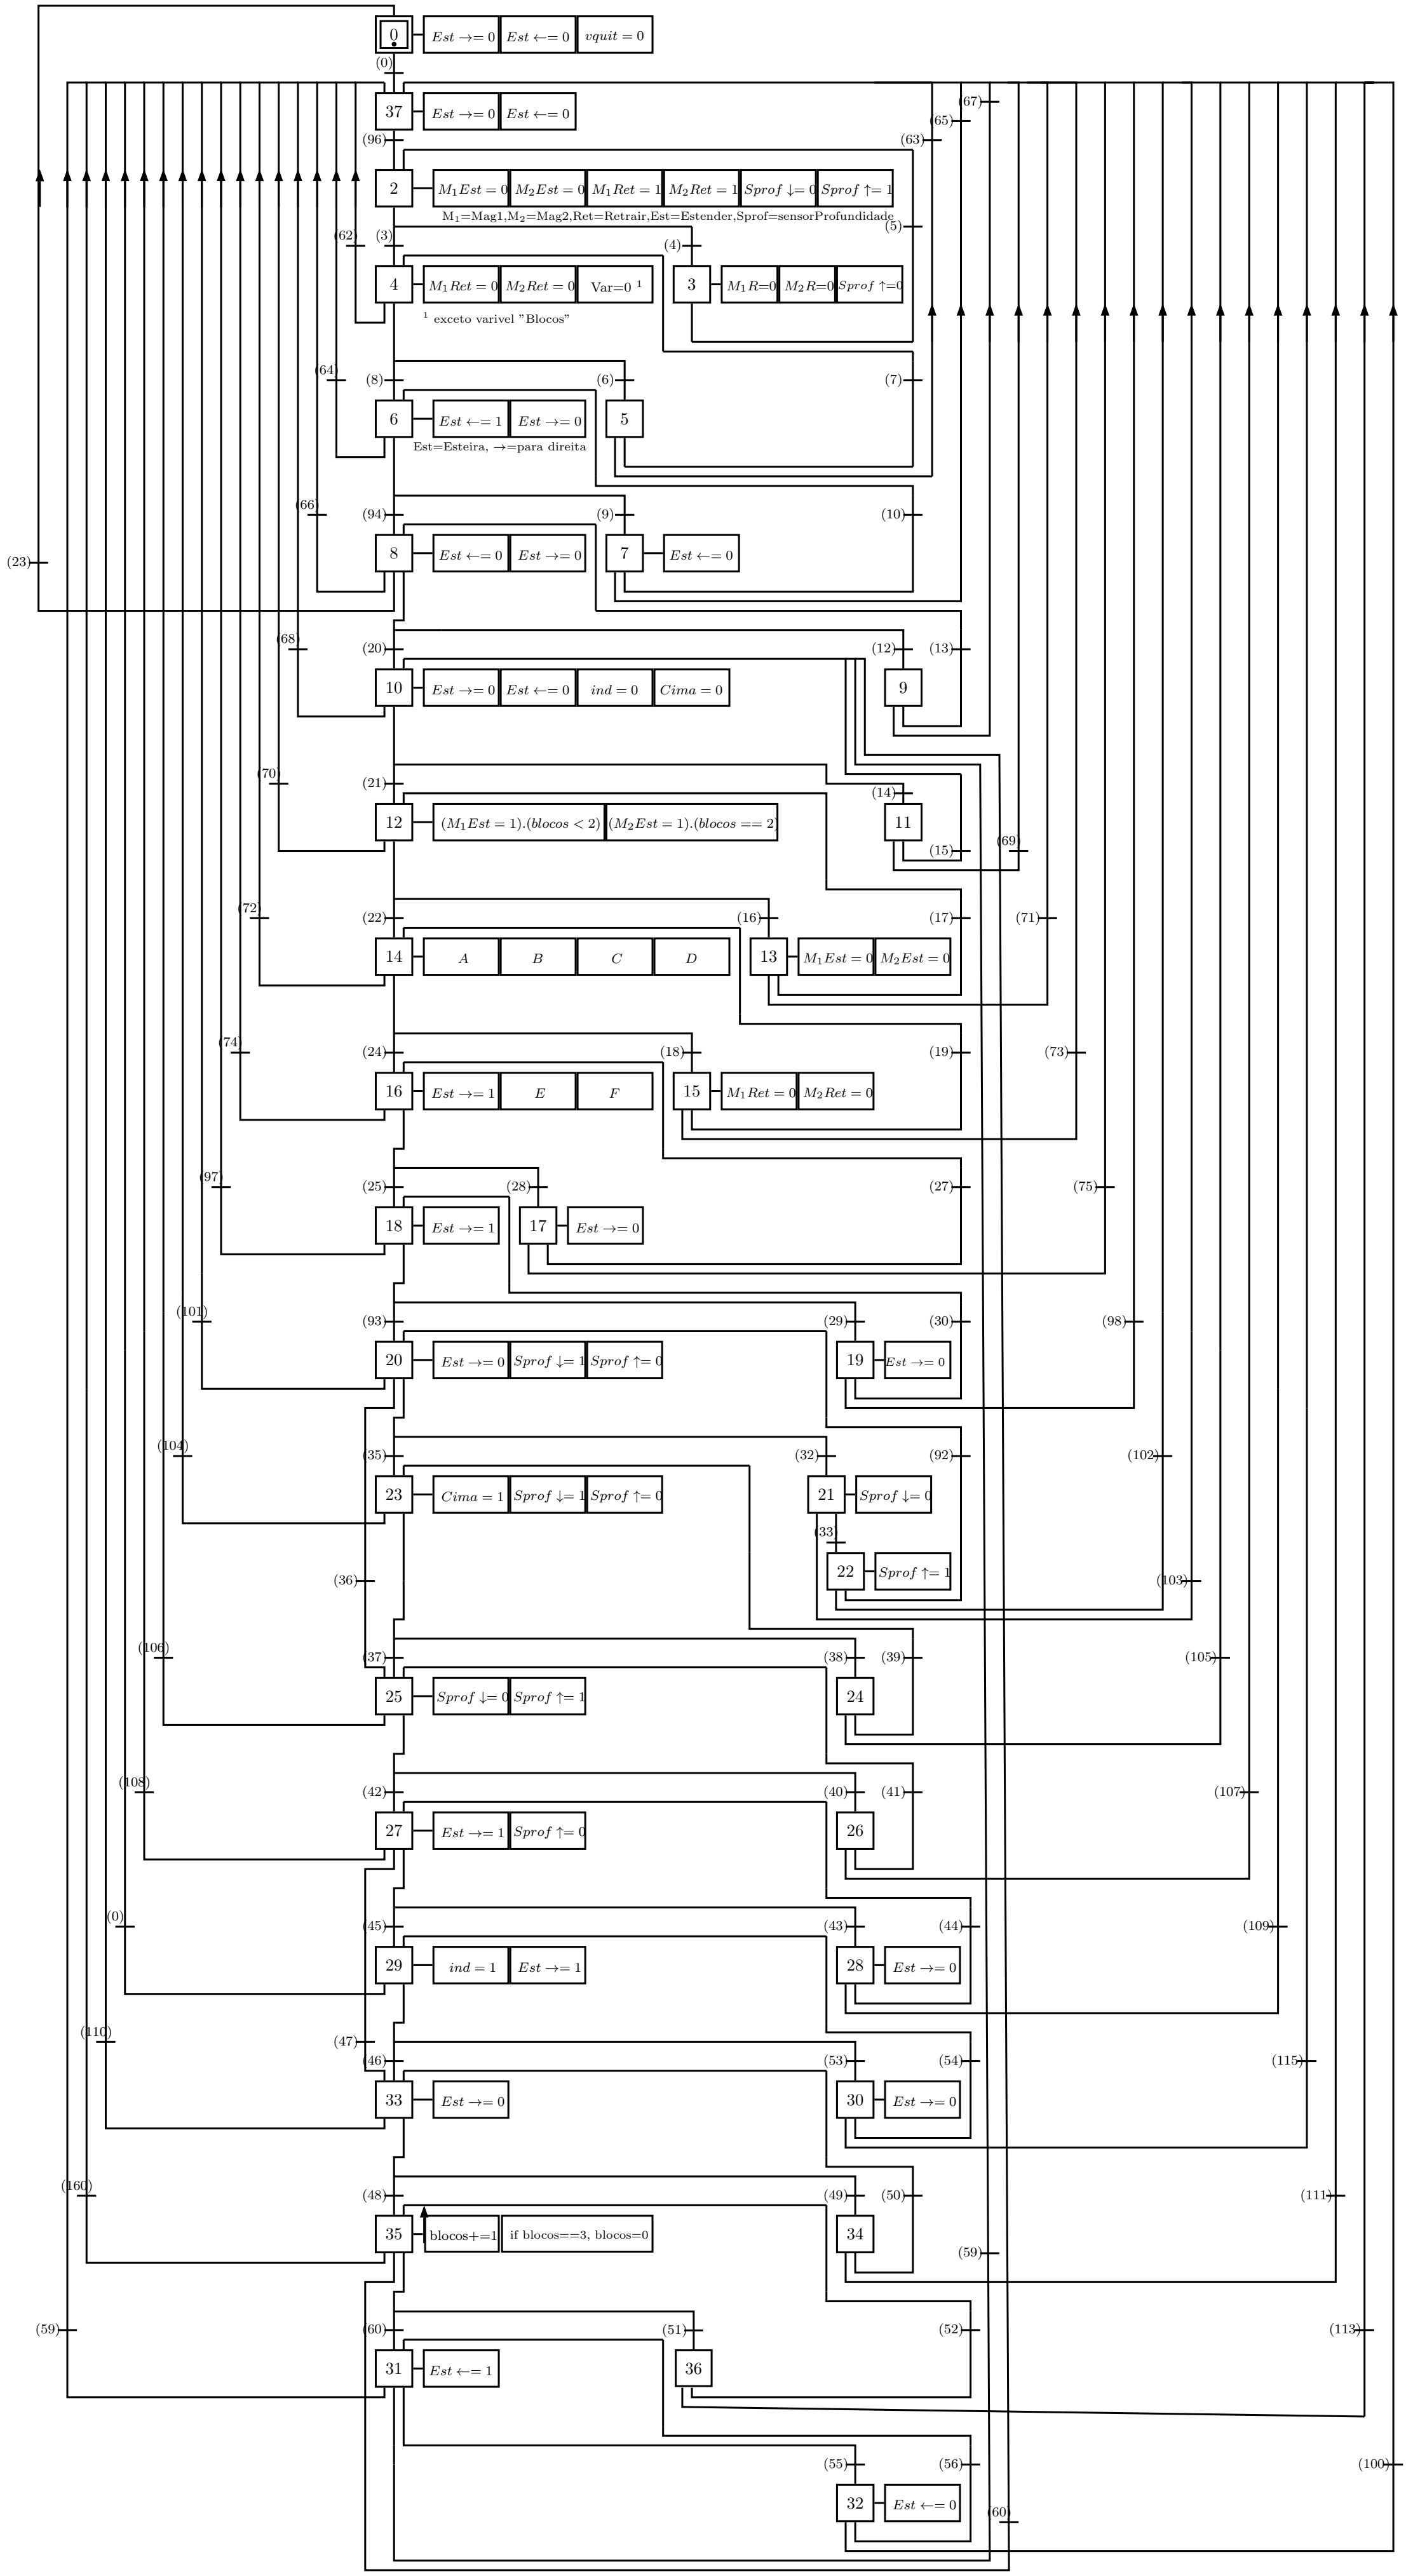 0 Est →= 0 Est ←= 0 vquit = 0
(0)
37 Est →= 0 Est ←= 0
(67)
(65)
(96) (63)
2 M₁Est = 0 M₂Est = 0 M₁Ret = 1 M₂Ret = 1 Sprof ↓= 0 Sprof ↑= 1
M₁=Mag1,M₂=Mag2,Ret=Retrair,Est=Estender,Sprof=sensorProfundidade
(5)
(62) (3) (4)
4 M₁Ret = 0 M₂Ret = 0 Var=0 ¹ 3 M₁R=0 M₂R=0 Sprof ↑=0
¹ exceto varivel "Blocos"
(64) (8) (6) (7)
6 Est ←= 1 Est →= 0 5
Est=Esteira, →=para direita
(66) (94) (9) (10)
8 Est ←= 0 Est →= 0 7 Est ←= 0
(23)
(68) (20) (12) (13)
10 Est →= 0 Est ←= 0 ind = 0 Cima = 0 9
(70) (21) (14)
12 (M₁Est = 1).(blocos < 2) (M₂Est = 1).(blocos == 2) 11
(15) (69)
(72) (22) (16) (17) (71)
14 A B C D 13 M₁Est = 0 M₂Est = 0
(74) (24) (18) (19) (73)
16 Est →= 1 E F 15 M₁Ret = 0 M₂Ret = 0
(97) (25) (28) (27) (75)
18 Est →= 1 17 Est →= 0
(101) (93) (29) (30) (98)
20 Est →= 0 Sprof ↓= 1 Sprof ↑= 0 19 Est →= 0
(104) (35) (32) (92) (102)
23 Cima = 1 Sprof ↓= 1 Sprof ↑= 0 21 Sprof ↓= 0
(33)
22 Sprof ↑= 1
(36) (103)
(106) (37) (38) (39) (105)
25 Sprof ↓= 0 Sprof ↑= 1 24
(108) (42) (40) (41) (107)
27 Est →= 1 Sprof ↑= 0 26
(0) (45) (43) (44) (109)
29 ind = 1 Est →= 1 28 Est →= 0
(110) (47)
(46) (53) (54) (115)
33 Est →= 0 30 Est →= 0
(160) (48) (49) (50) (111)
35 blocos+=1 if blocos==3, blocos=0 34
(59)
(59) (60) (51) (52) (113)
31 Est ←= 1 36
(55) (56) (100)
32 Est ←= 0
(60)